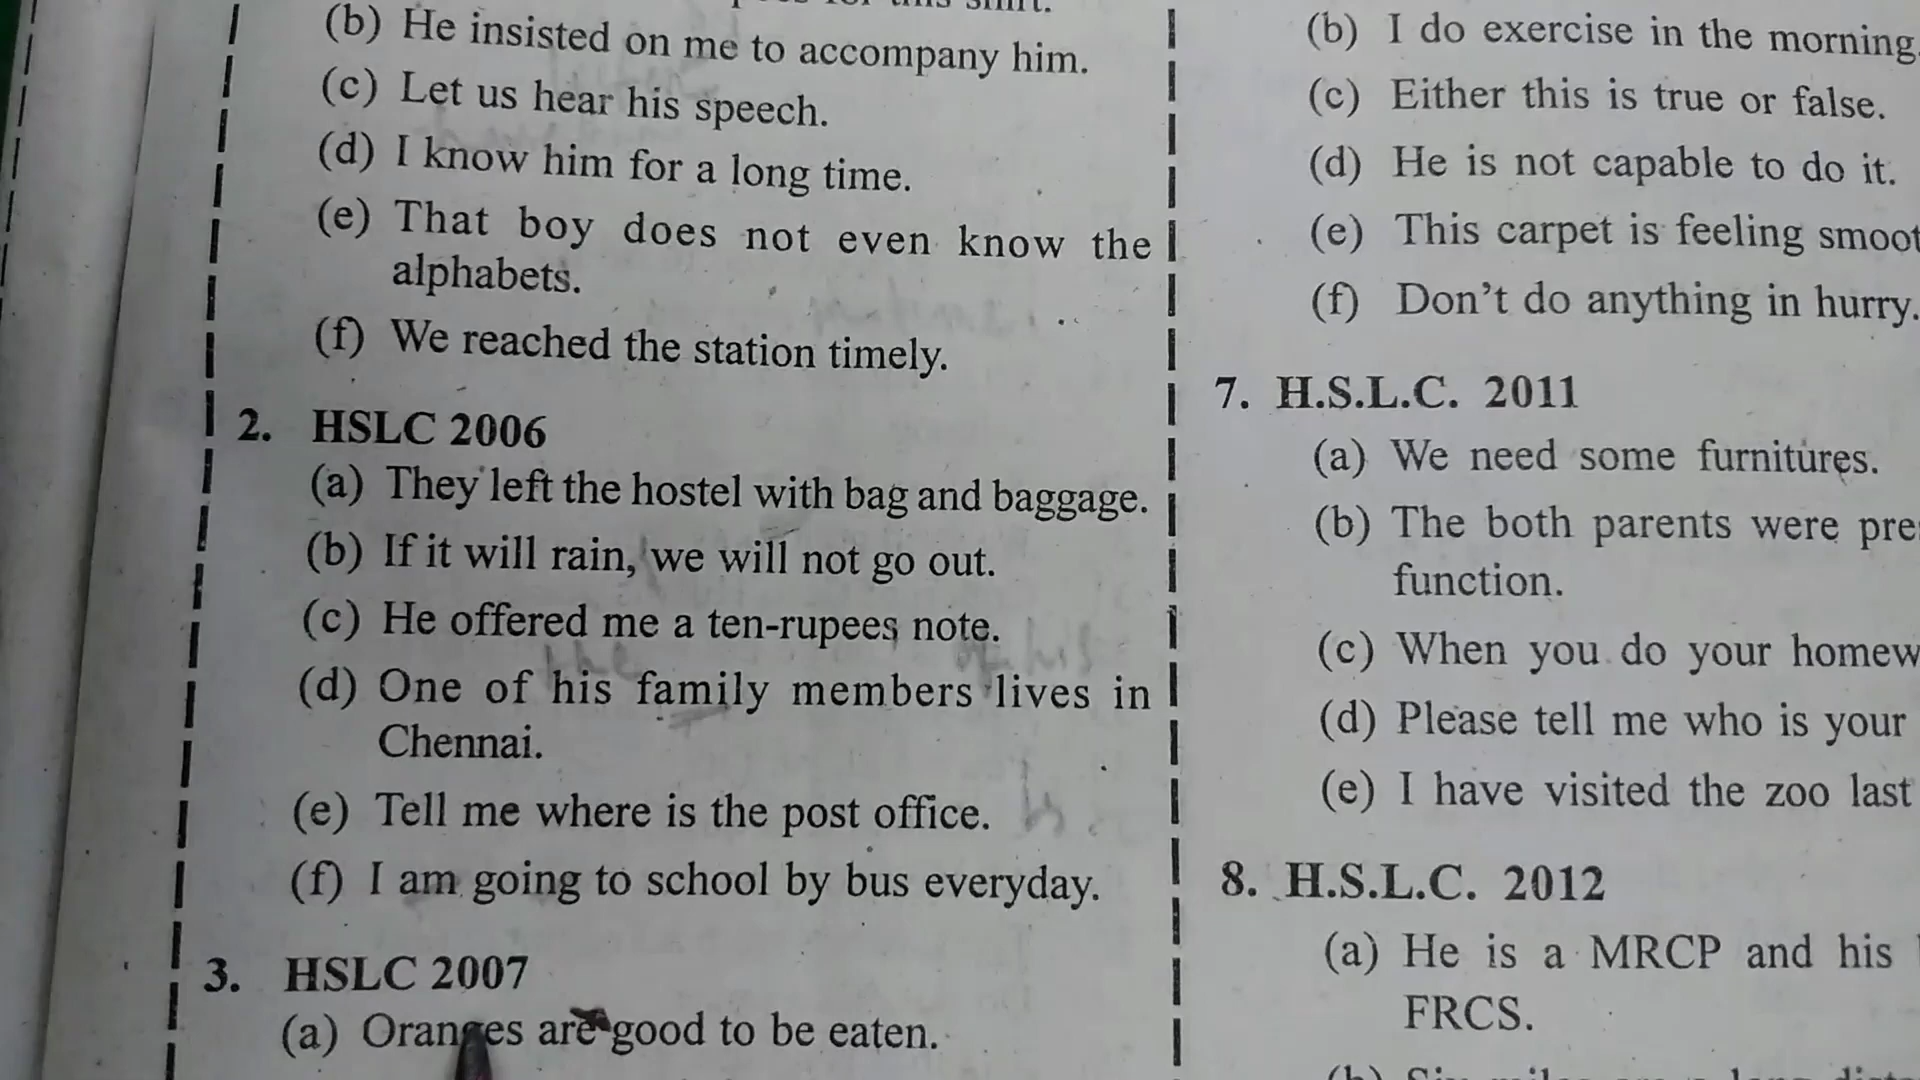 (b) He insisted on me to accompany him.
(c) Let us hear his speech.
(d) I know him for a long time.
(e) That boy does not even know the
alphabets.
(f) We reached the station timely.
2. HSLC 2006
(a) They left the hostel with bag and baggage.
(b) If it will rain, we will not go out.
(c) He offered me a ten-rupees note.
(d) One of his family members lives in
Chennai.
(e) Tell me where is the post office.
(f) I am going to school by bus everyday.
3. HSLC 2007
(a) Oranges are good to be eaten.
(b) I do exercise in the morning.
(c) Either this is true or false.
(d) He is not capable to do it.
(e) This carpet is feeling
(f) Don't do anything in hurry.
7. H.S.L.C. 2011
(a) We need some furnitures.
(b) The both parents were
function.
(c) When you do your
(d) Please tell me who is your
(e) I have visited the zoo last
8. H.S.L.C. 2012
(a) He is a MRCP and his
FRCS.